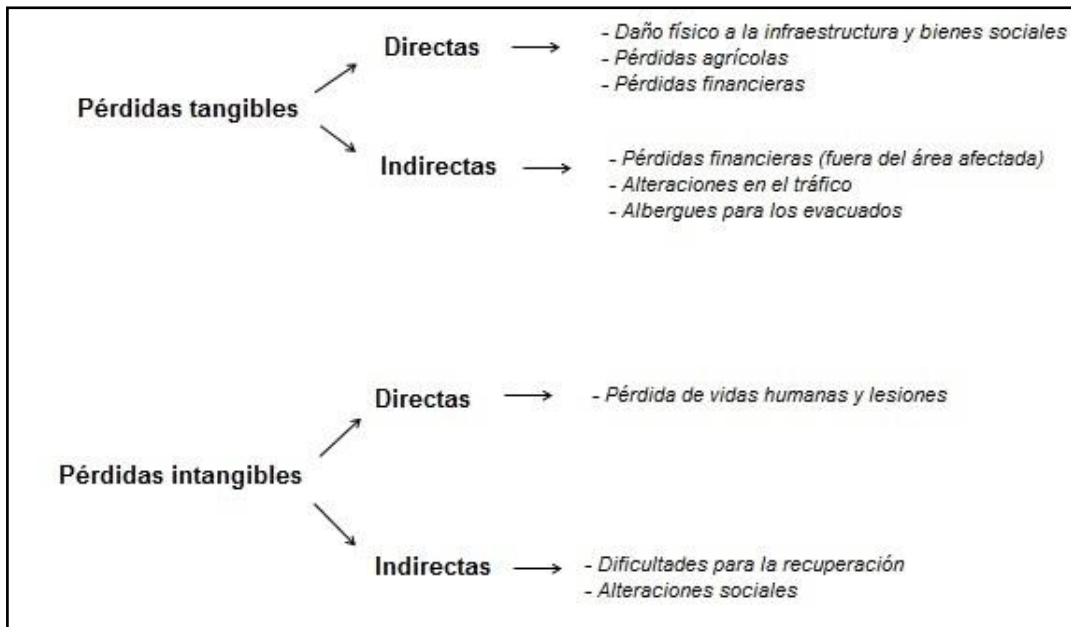 Pérdidas tangibles
Directas
- Daño físico a la infraestructura y bienes sociales
- Pérdidas agrícolas
- Pérdidas financieras
Indirectas
- Pérdidas financieras (fuera del área afectada)
- Alteraciones en el tráfico
- Albergues para los evacuados
Pérdidas intangibles
Directas
- Pérdida de vidas humanas y lesiones
Indirectas
- Dificultades para la recuperación
- Alteraciones sociales